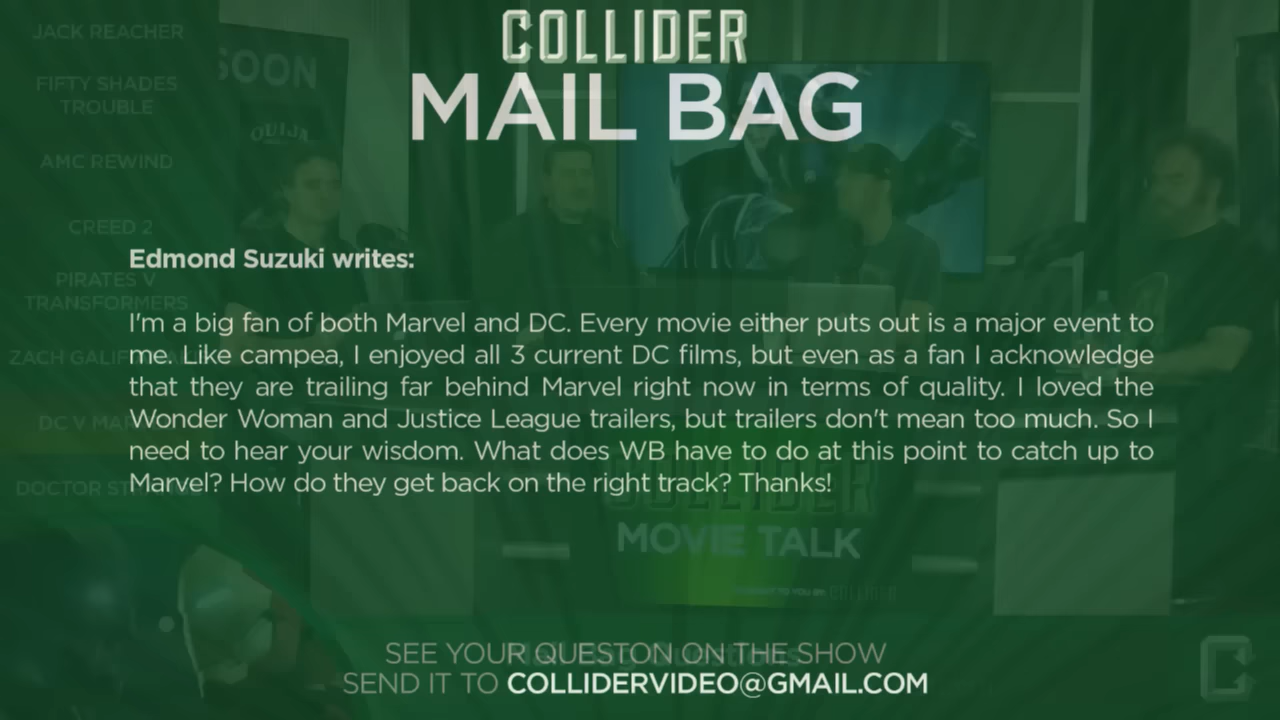 COLLIDER
MAIL BAG
JACK REACHER
FIFTY SHADES
TROUBLE
AMC REWIND
CREED 2
PIRATES V
TRANSFORMERS
DC V
SOON
OUIJA
Edmond Suzuki writes:
I'm a big fan of both Marvel and DC. Every movie either puts out is a major event to
me. Like campea, I enjoyed all 3 current DC films, but even as a fan I acknowledge
that they are trailing far behind Marvel right now in terms of quality. I loved the
Wonder Woman and Justice League trailers, but trailers don't mean too much. So I
need to hear your wisdom. What does WB have to do at this point to catch up to
Marvel? How do they get back on the right track? Thanks!
COLLIDER
MOVIE TALK
SEE YOUR QUESTON ON THE SHOW
SEND IT TO COLLIDERVIDEO@GMAIL.COM